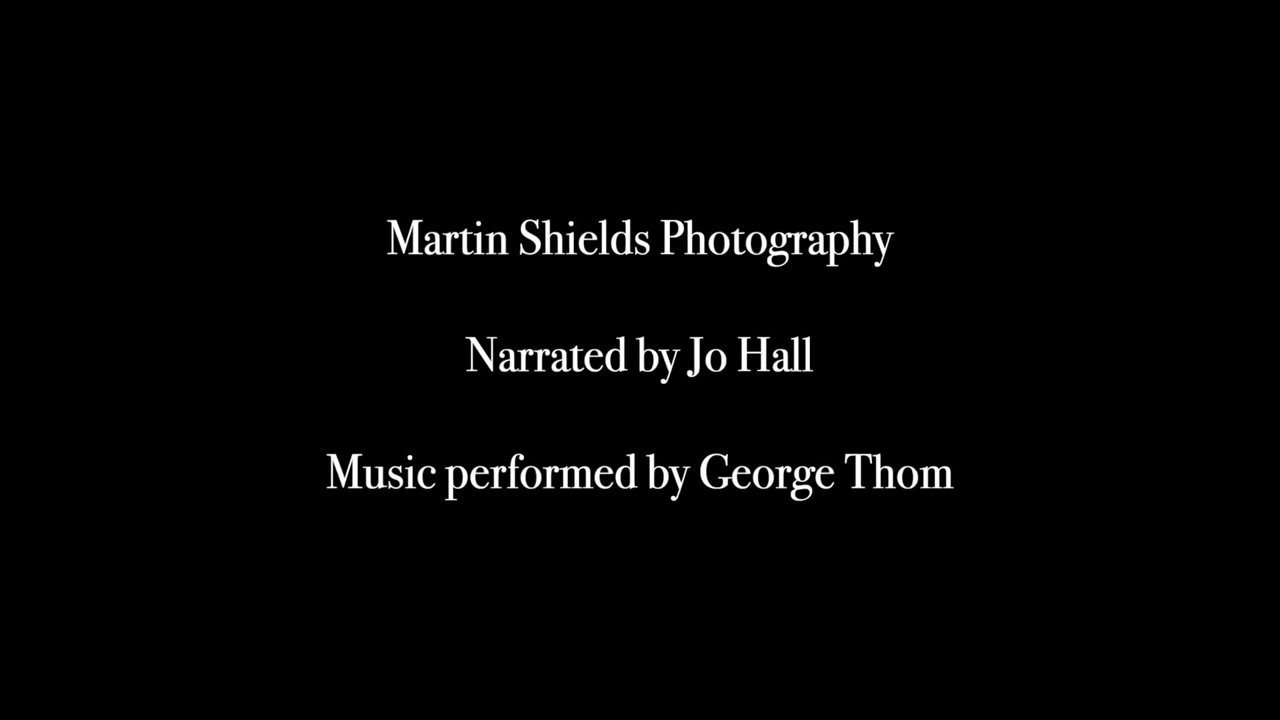 Martin Shields Photography
Narrated by Jo Hall
Music performed by George Thom